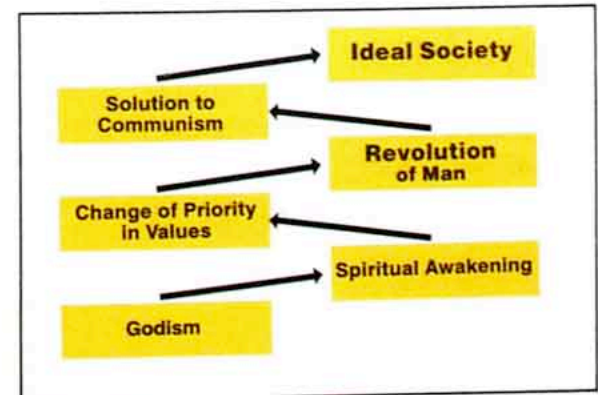 Ideal Society
Solution to
Communism
Revolution
of Man
Change of Priority
in Values
Spiritual Awakening
Godism